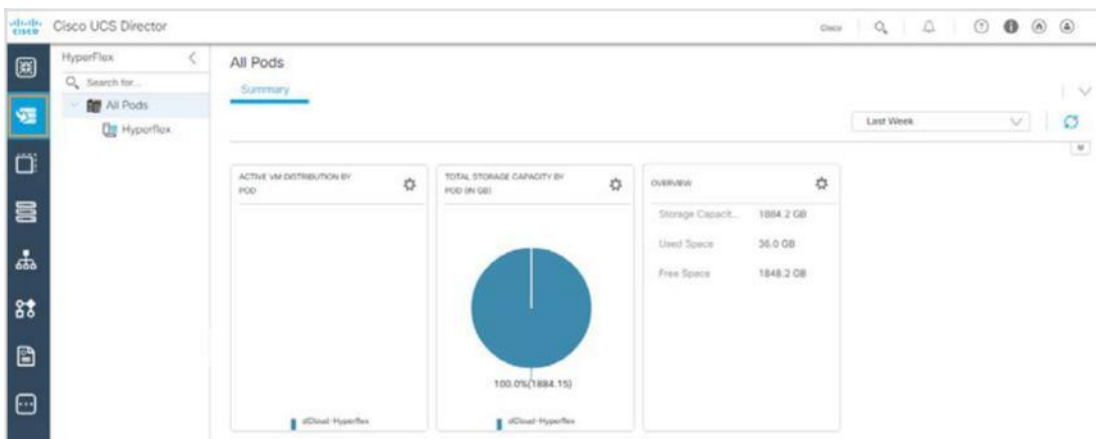 CISCO
Cisco UCS Director
Cisco
HyperFlex
Search for...
All Pods
Hyperflex
All Pods
Summary
Last Week
ACTIVE VM DISTRIBUTION BY
POD
dCloud-Hyperflex
TOTAL STORAGE CAPACITY BY
POD (IN GB)
100.0%(1884.15)
dCloud-Hyperflex
OVERVIEW
Storage Capacit... 1884.2 GB
Used Space 36.0 GB
Free Space 1848.2 GB